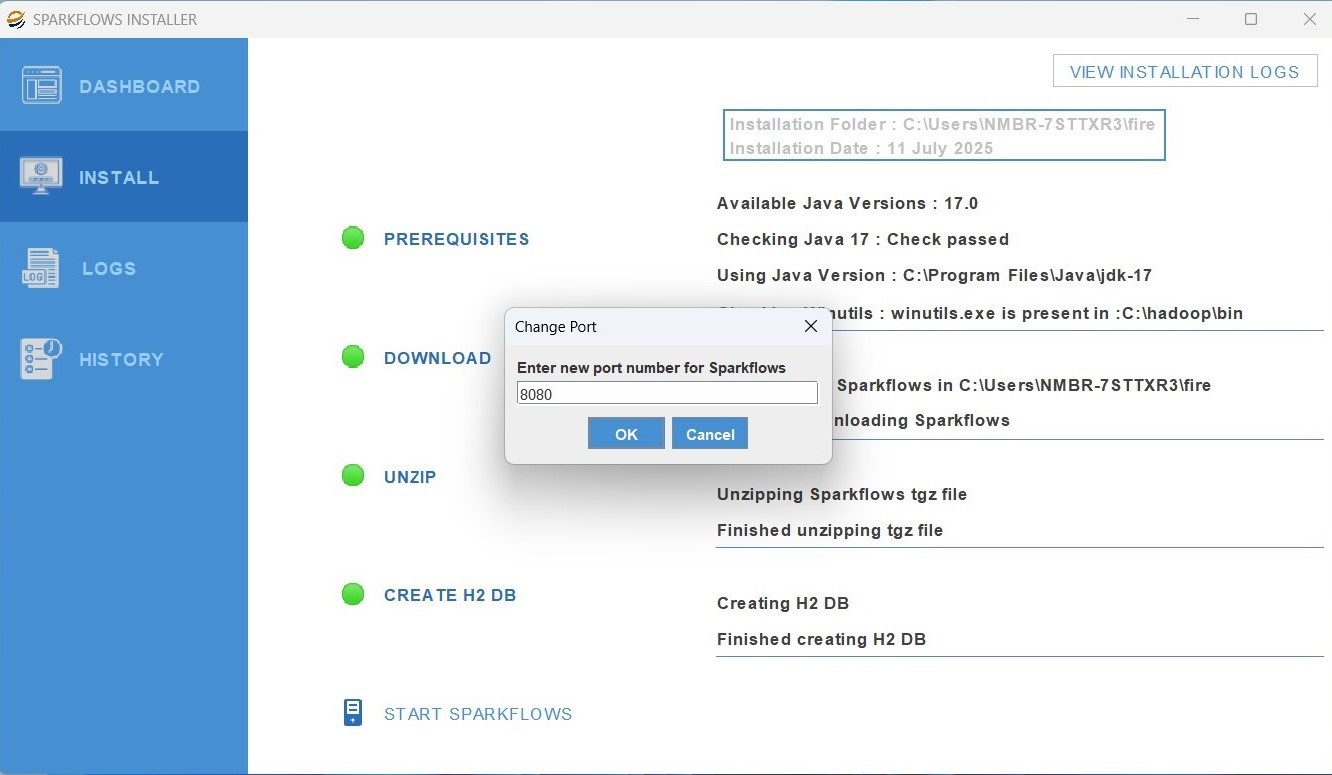 SPARKFLOWS INSTALLER
DASHBOARD
INSTALL
LOGS
HISTORY
VIEW INSTALLATION LOGS
Installation Folder : C:\Users\NMBR-7STTXR3\fire
Installation Date : 11 July 2025
PREREQUISITES
Available Java Versions : 17.0
Checking Java 17 : Check passed
Using Java Version : C:\Program Files\Java\jdk-17
: winutils.exe is present in :C:\hadoop\bin
Change Port
Enter new port number for Sparkflows
8080
OK
Cancel
DOWNLOAD
Sparkflows in C:\Users\NMBR-7STTXR3\fire
nloading Sparkflows
UNZIP
Unzipping Sparkflows tgz file
Finished unzipping tgz file
CREATE H2 DB
Creating H2 DB
Finished creating H2 DB
START SPARKFLOWS